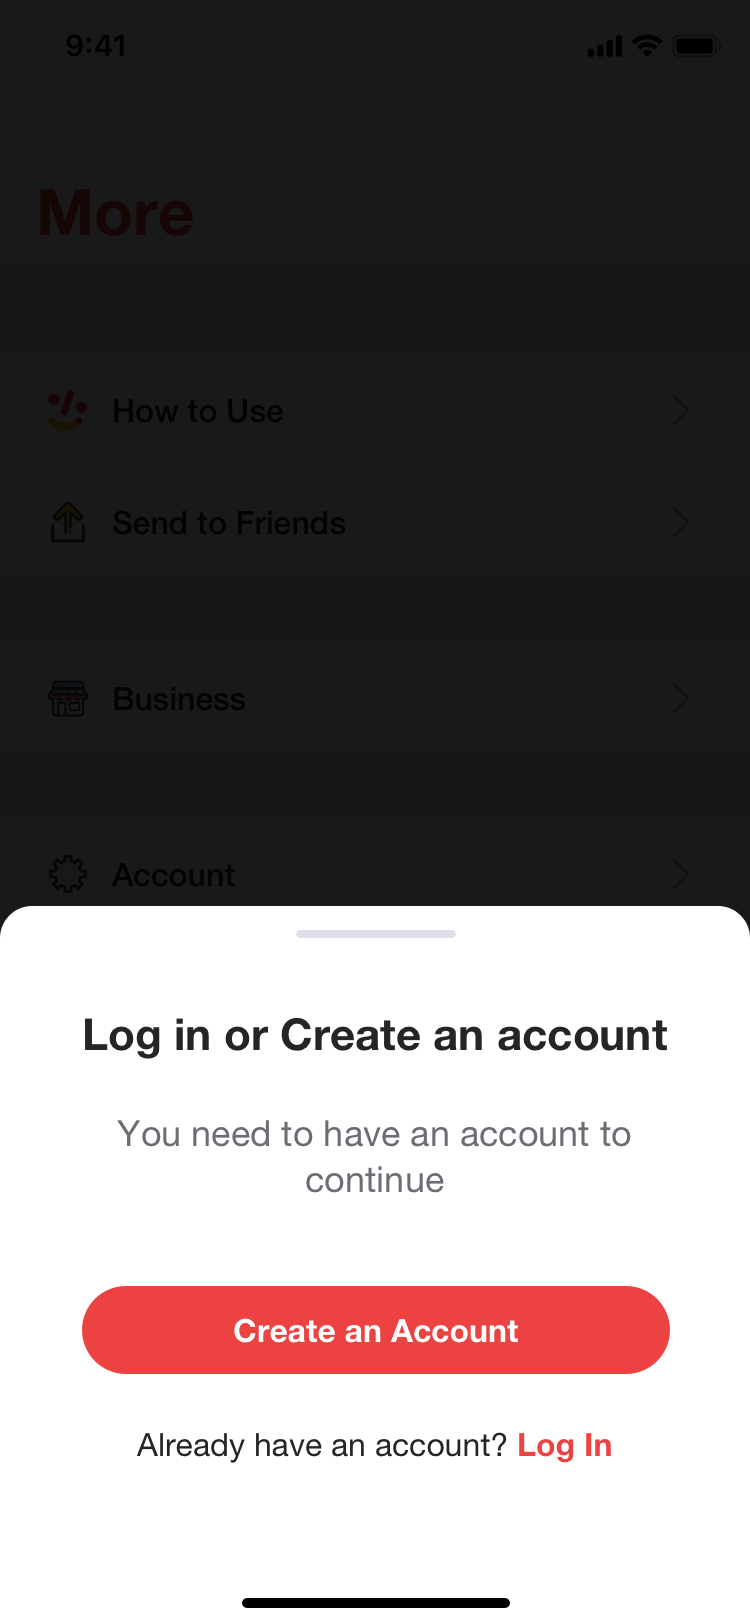 9:41
More
How to Use
Send to Friends
Business
Account
Log in or Create an account
You need to have an account to
continue
Create an Account
Already have an account? Log In